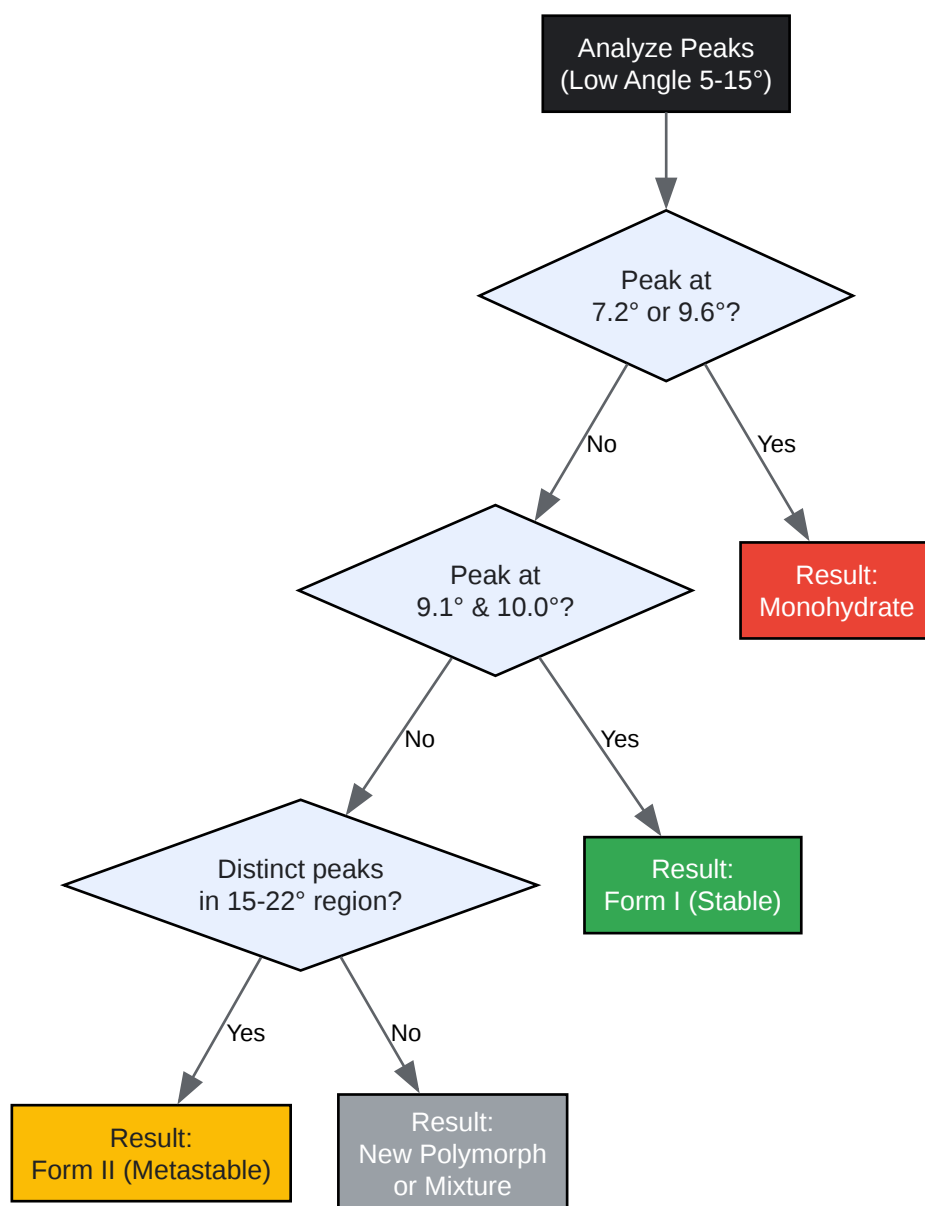 Analyze Peaks
(Low Angle 5-15°)
Peak at
7.2° or 9.6°?
No
Yes
Peak at
9.1° & 10.0°?
Result:
Monohydrate
No
Yes
Distinct peaks
in 15-22° region?
Result:
Form I (Stable)
Yes
No
Result:
Form II (Metastable)
Result:
New Polymorph
or Mixture